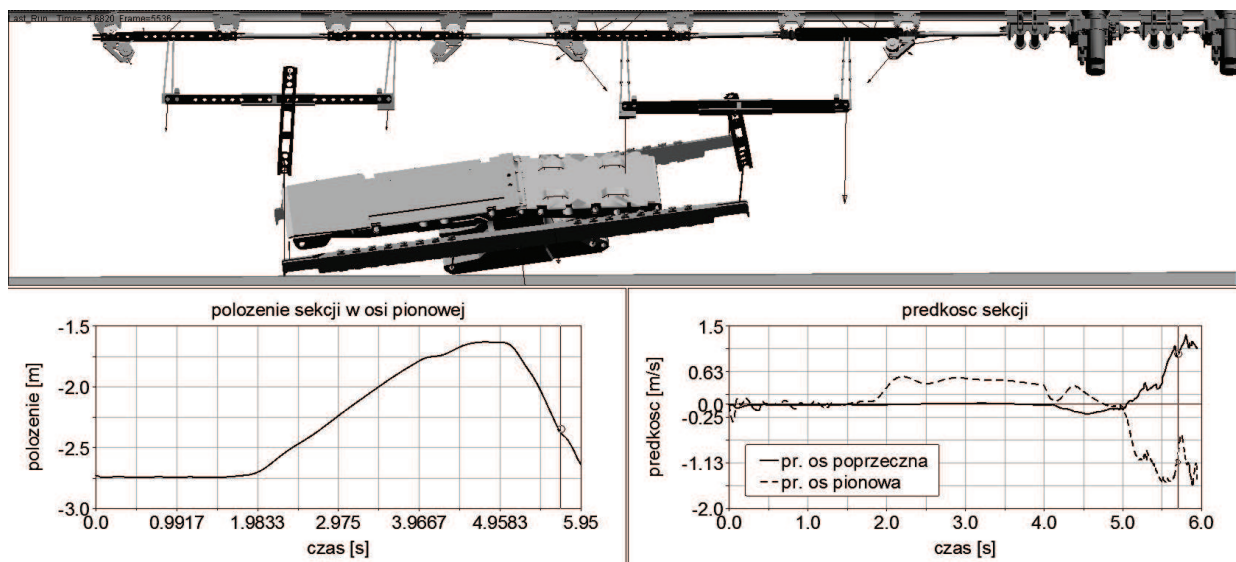 Last_Run Time= 5.6820 Frame=5536
polozenie sekcji w osi pionowej
polozenie [m]
-1.5
-2.0
-2.5
-3.0
0.0 0.9917 1.9833 2.975 3.9667 4.9583 5.95
czas [s]
predkosc sekcji
predkosc [m/s]
1.5
0.63
0.0
-0.25
-1.13
-2.0
pr. os poprzeczna
pr. os pionowa
0.0 1.0 2.0 3.0 4.0 5.0 6.0
czas [s]